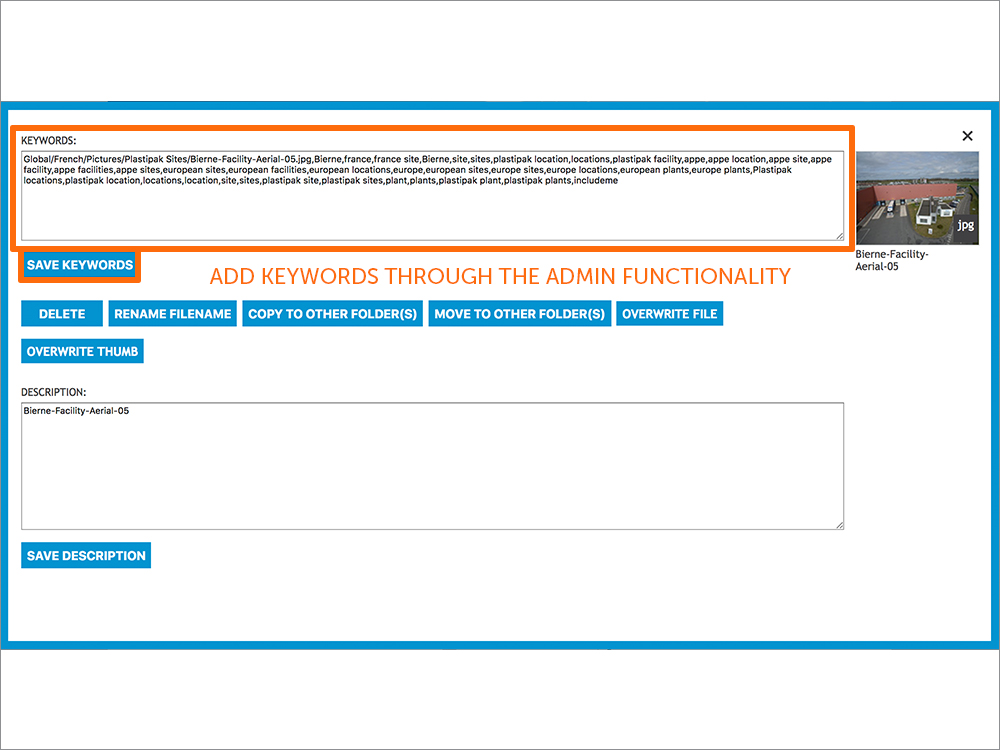 KEYWORDS:
Global/French/Pictures/Plastipak Sites/Bierne-Facility-Aerial-05.jpg,Bierne,france,france site,Bierne,site,sites,plastipak location,locations,plastipak facility,appe,appe location,appe site,appe
facility,appe facilities,appe sites,european sites,european facilities,european locations,europe,european sites,europe sites,europe locations,european plants,europe plants,Plastipak
locations,plastipak location,locations,location,site,sites,plastipak site,plastipak sites,plant,plants,plastipak plant,plastipak plants,includeme
jpg
Bierne-Facility-
Aerial-05
SAVE KEYWORDS
ADD KEYWORDS THROUGH THE ADMIN FUNCTIONALITY
DELETE RENAME FILENAME COPY TO OTHER FOLDER(S) MOVE TO OTHER FOLDER(S) OVERWRITE FILE
OVERWRITE THUMB
DESCRIPTION:
Bierne-Facility-Aerial-05
SAVE DESCRIPTION